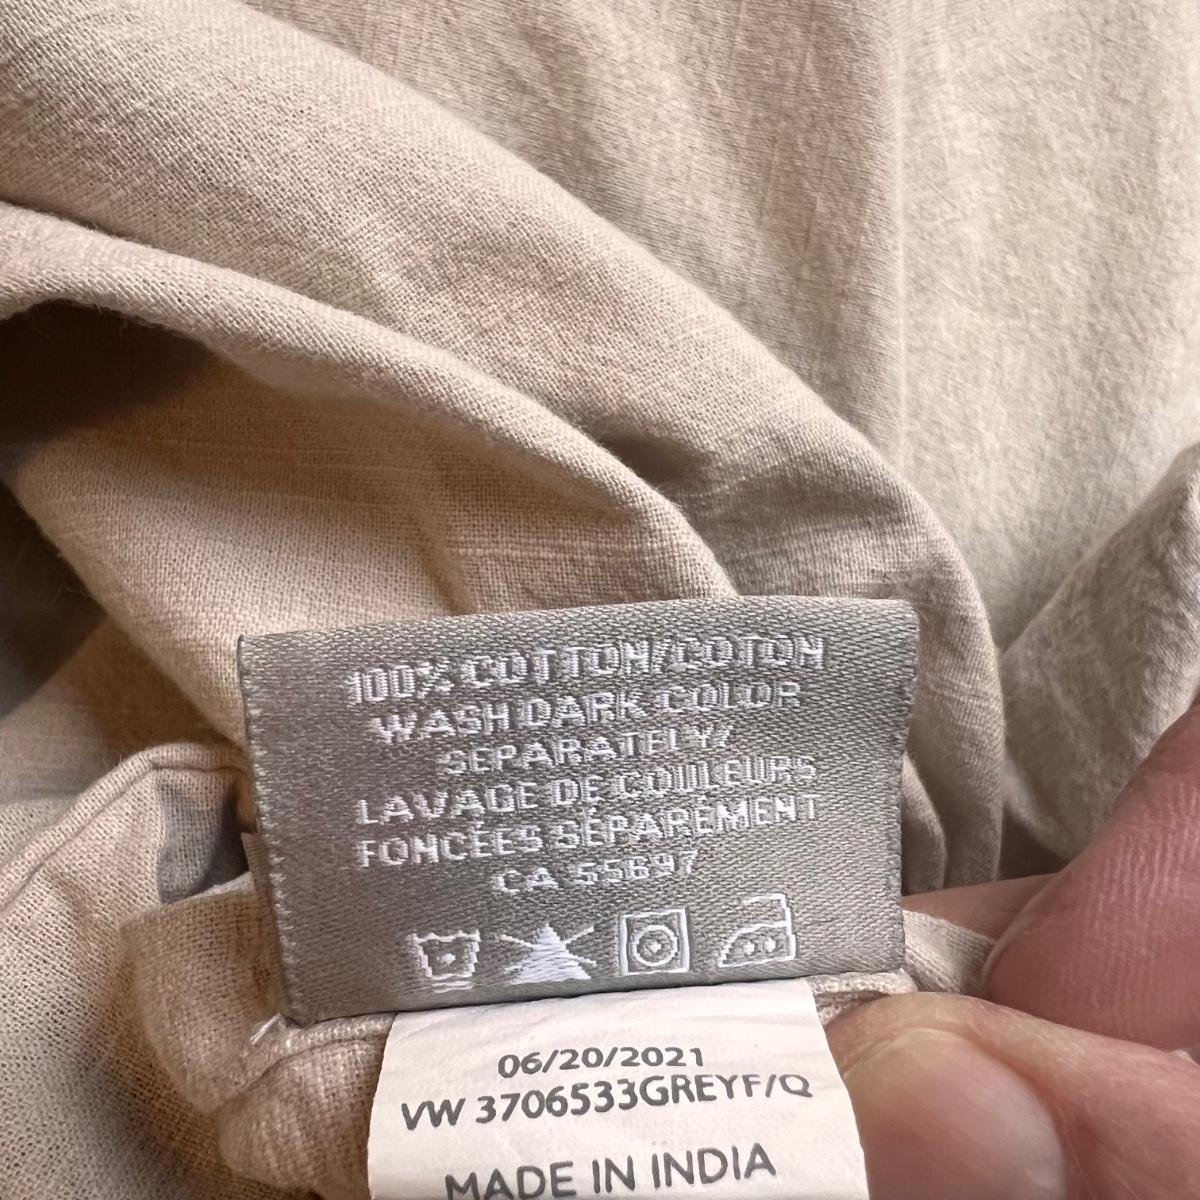 100% COTTON/COTON
WASH DARK COLOR
SEPARATELY/
LAVAGE DE COULEURS
FONCÉES SÉPARÉMENT
CA 55697
06/20/2021
VW 3706533GREYF/Q
MADE IN INDIA